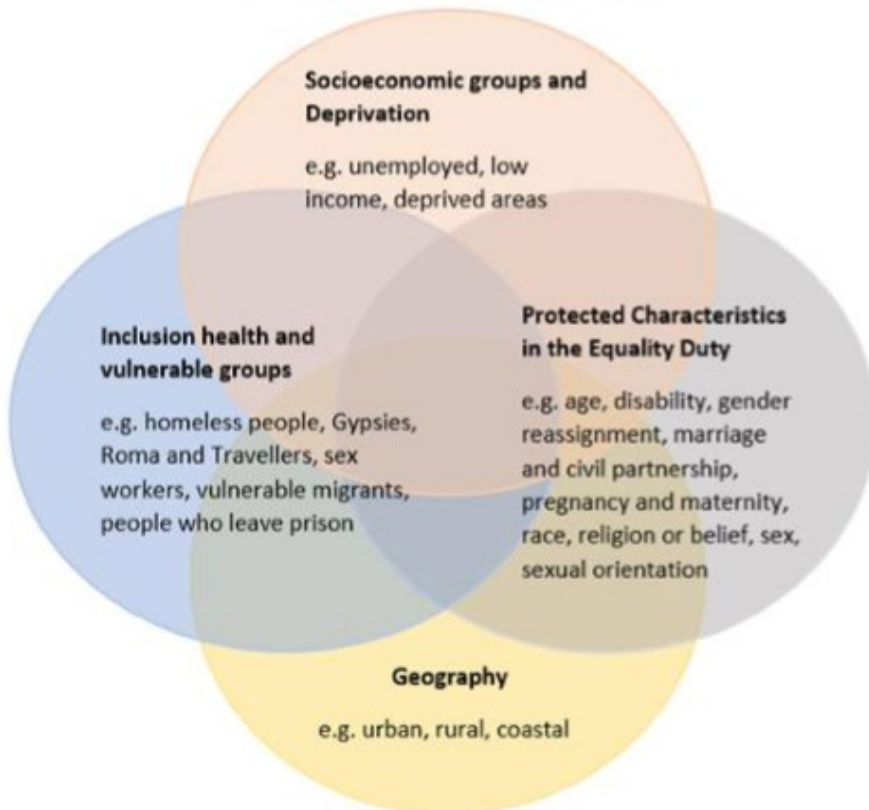 Socioeconomic groups and
Deprivation
e.g. unemployed, low
income, deprived areas
Inclusion health and
vulnerable groups
e.g. homeless people, Gypsies,
Roma and Travellers, sex
workers, vulnerable migrants,
people who leave prison
Protected Characteristics
in the Equality Duty
e.g. age, disability, gender
reassignment, marriage
and civil partnership,
pregnancy and maternity,
race, religion or belief, sex,
sexual orientation
Geography
e.g. urban, rural, coastal